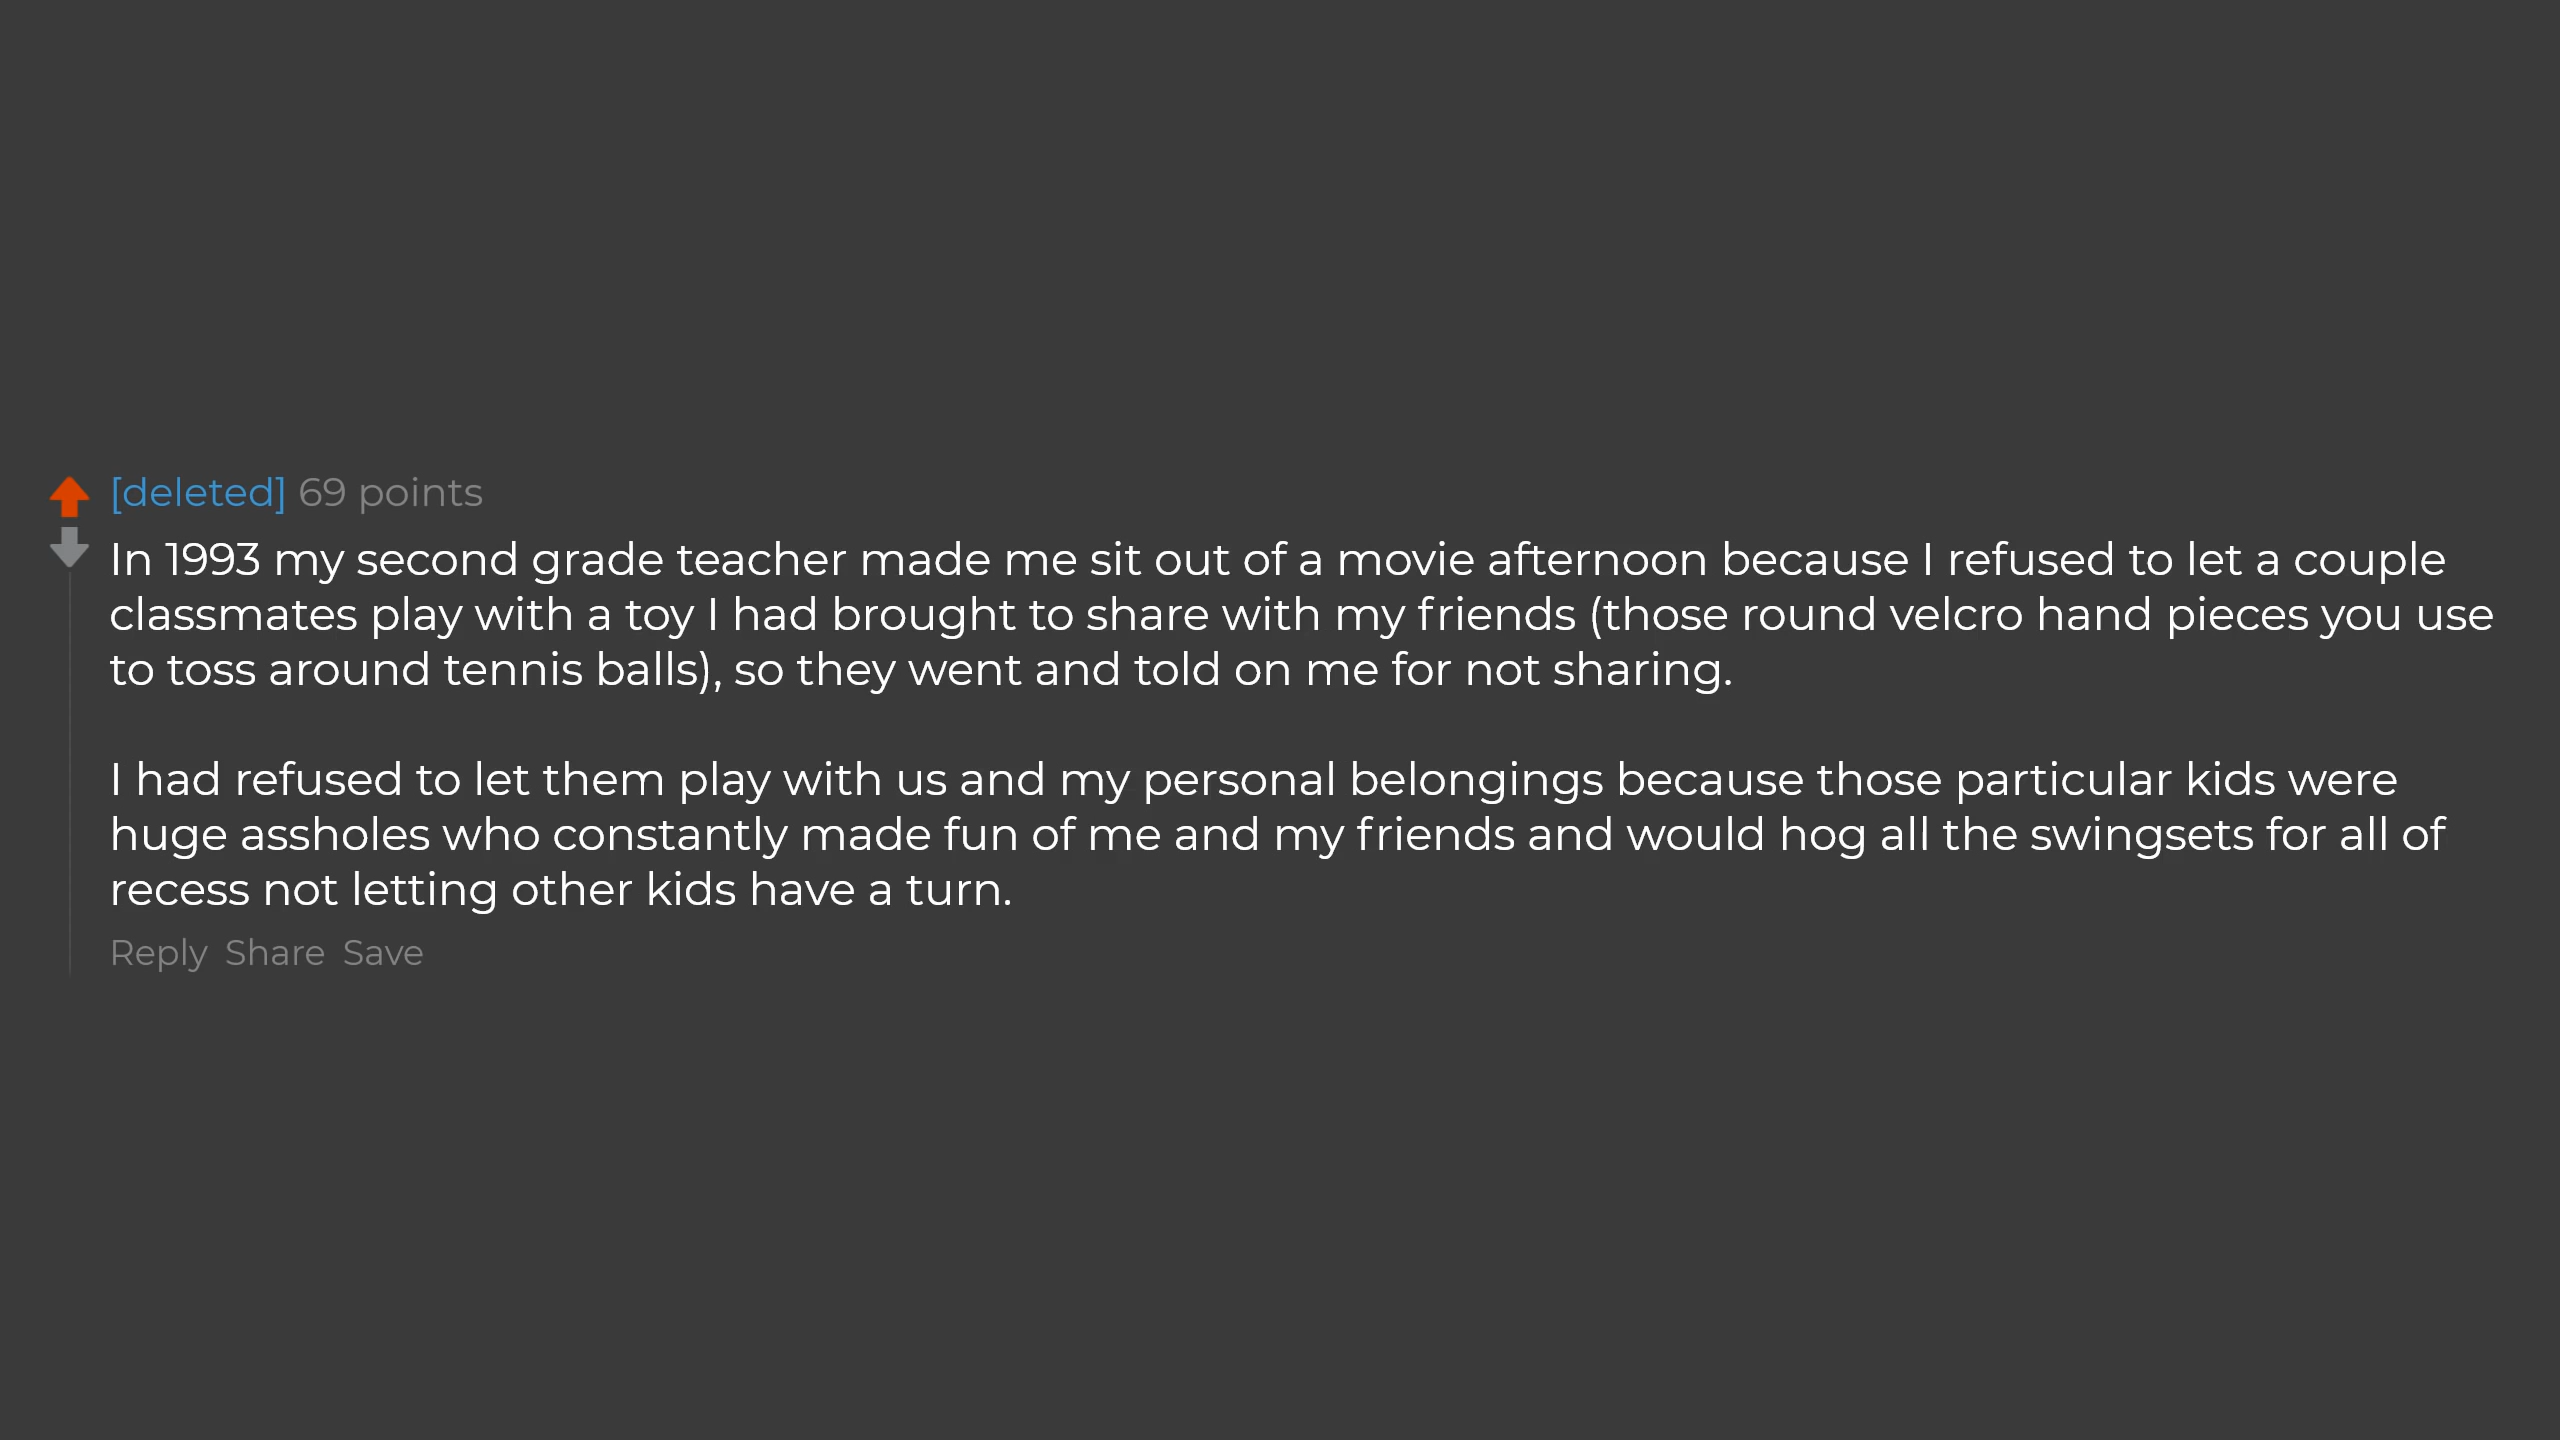 [deleted] 69 points
In 1993 my second grade teacher made me sit out of a movie afternoon because I refused to let a couple
classmates play with a toy I had brought to share with my friends (those round velcro hand pieces you use
to toss around tennis balls), so they went and told on me for not sharing.
I had refused to let them play with us and my personal belongings because those particular kids were
huge assholes who constantly made fun of me and my friends and would hog all the swingsets for all of
recess not letting other kids have a turn.
Reply Share Save